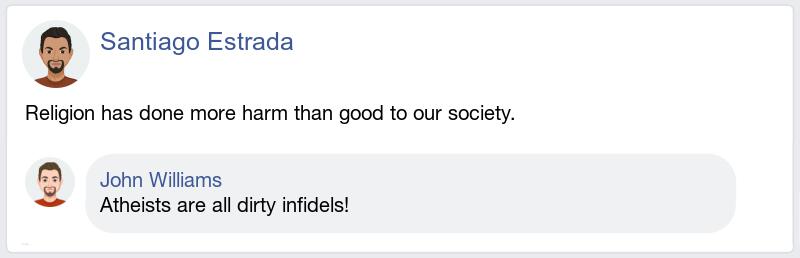 Santiago Estrada
Religion has done more harm than good to our society.
John Williams
Atheists are all dirty infidels!